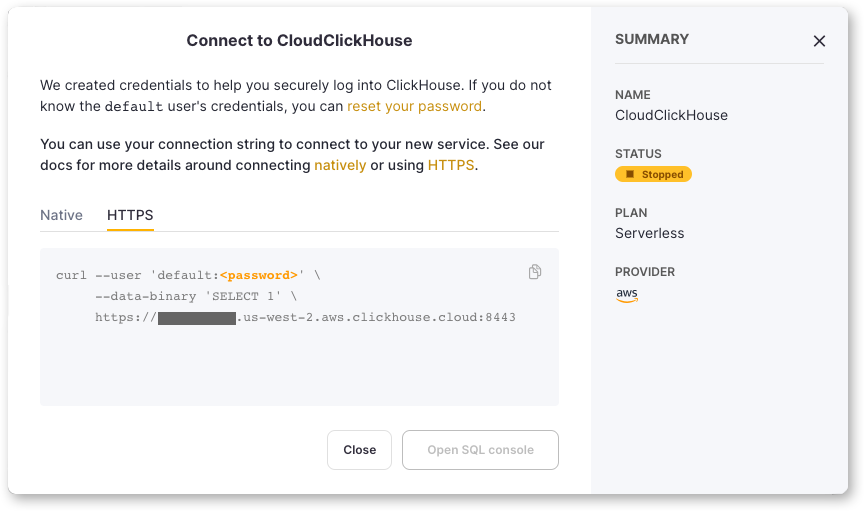 Connect to CloudClickHouse
We created credentials to help you securely log into ClickHouse. If you do not
know the default user's credentials, you can reset your password.
You can use your connection string to connect to your new service. See our
docs for more details around connecting natively or using HTTPS.
Native HTTPS
curl --user 'default:<password>' \
--data-binary 'SELECT 1' \
https://.us-west-2.aws.clickhouse.cloud:8443
Close Open SQL console
SUMMARY
NAME
CloudClickHouse
STATUS
Stopped
PLAN
Serverless
PROVIDER
aws